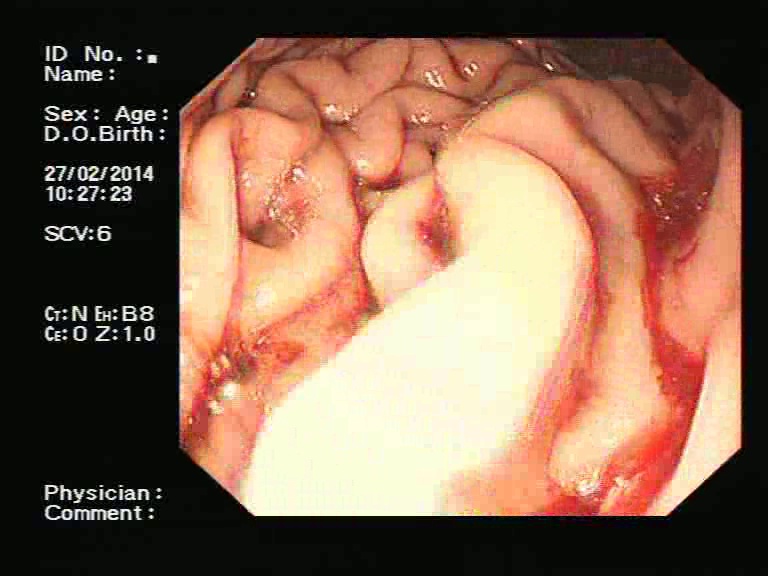 ID No. :
Name:
Sex: Age:
D.O.Birth:
27/02/2014
10:27:23
SCV:6
CT:N EH:B8
CE:0 Z:1.0
Physician:
Comment: